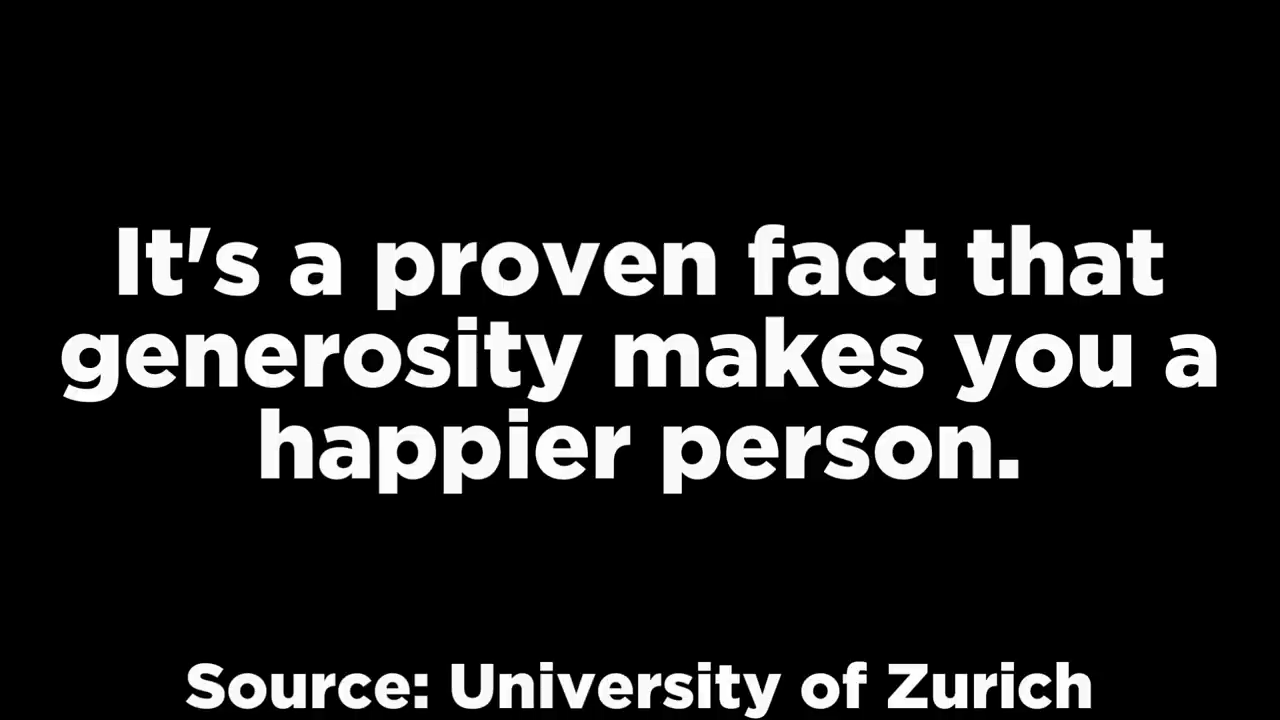 It's a proven fact that
generosity makes you a
happier person.
Source: University of Zurich